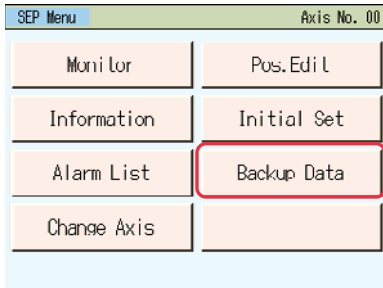 SEP Menu Axis No. 00
Monitor Pos.Edit
Information Initial Set
Alarm List Backup Data
Change Axis